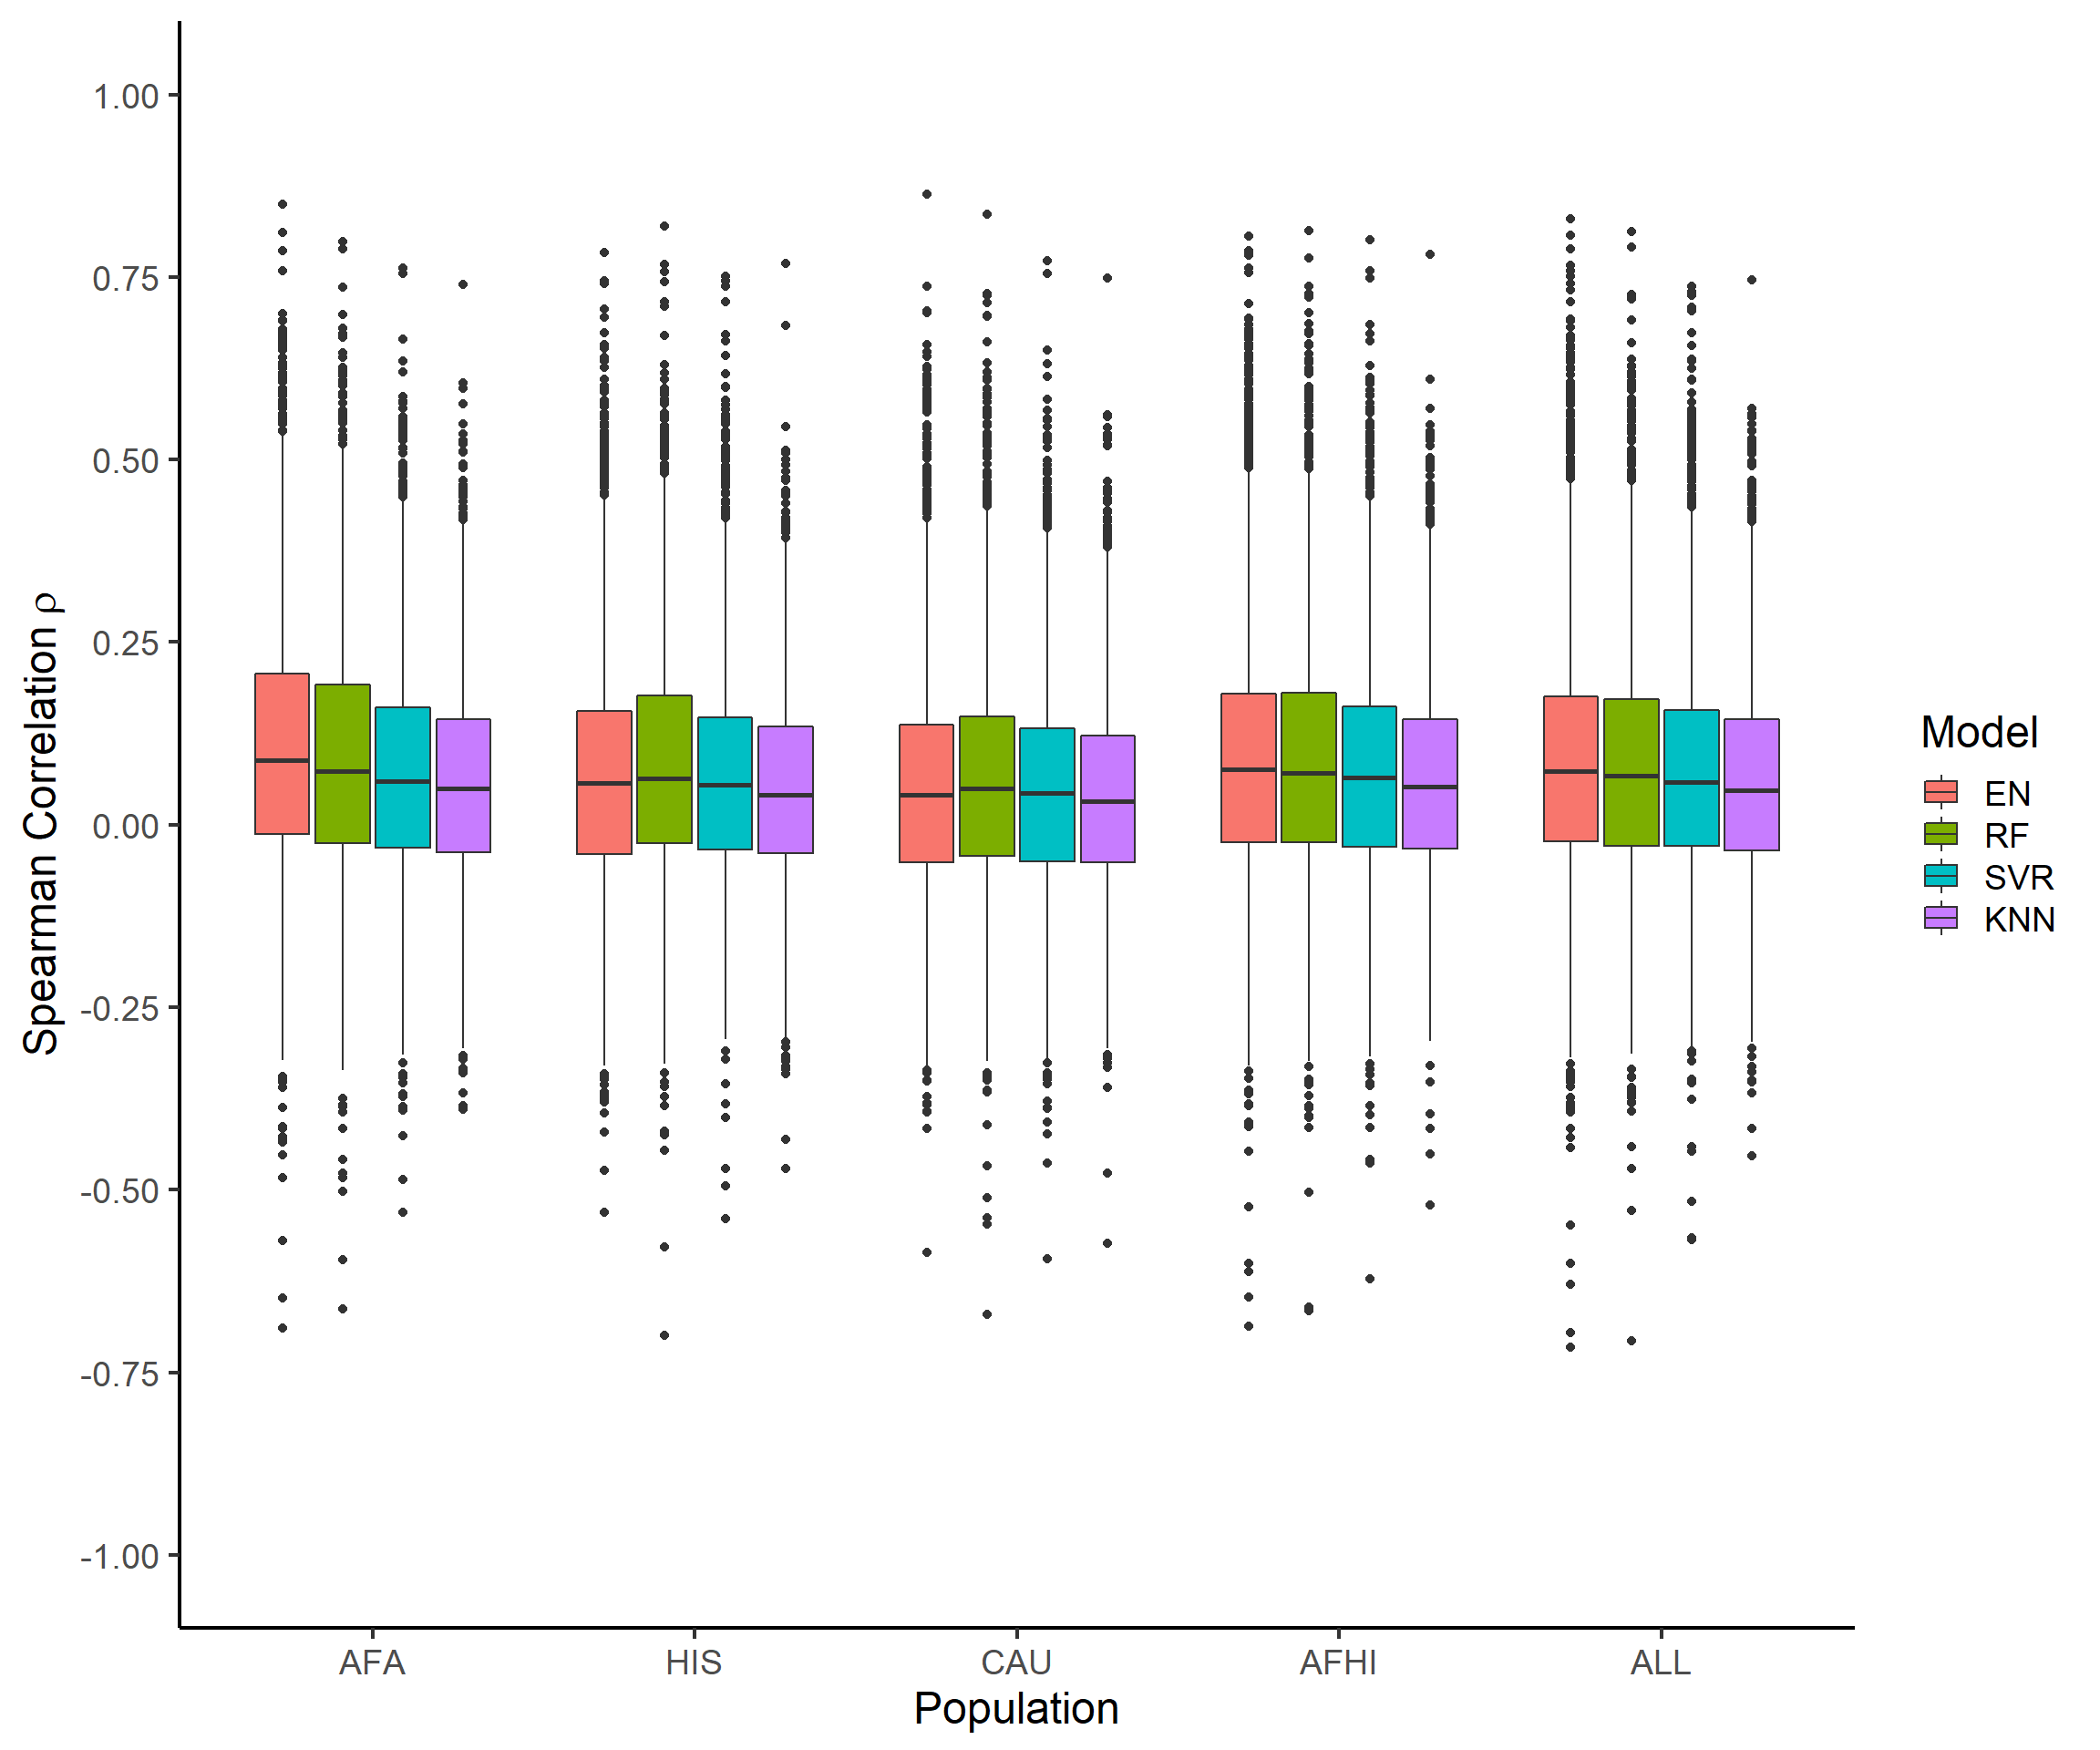 Spearman Correlation ρ
1.00
0.75
0.50
0.25
0.00
-0.25
-0.50
-0.75
-1.00
AFA HIS CAU AFHI ALL
Population
Model
EN
RF
SVR
KNN